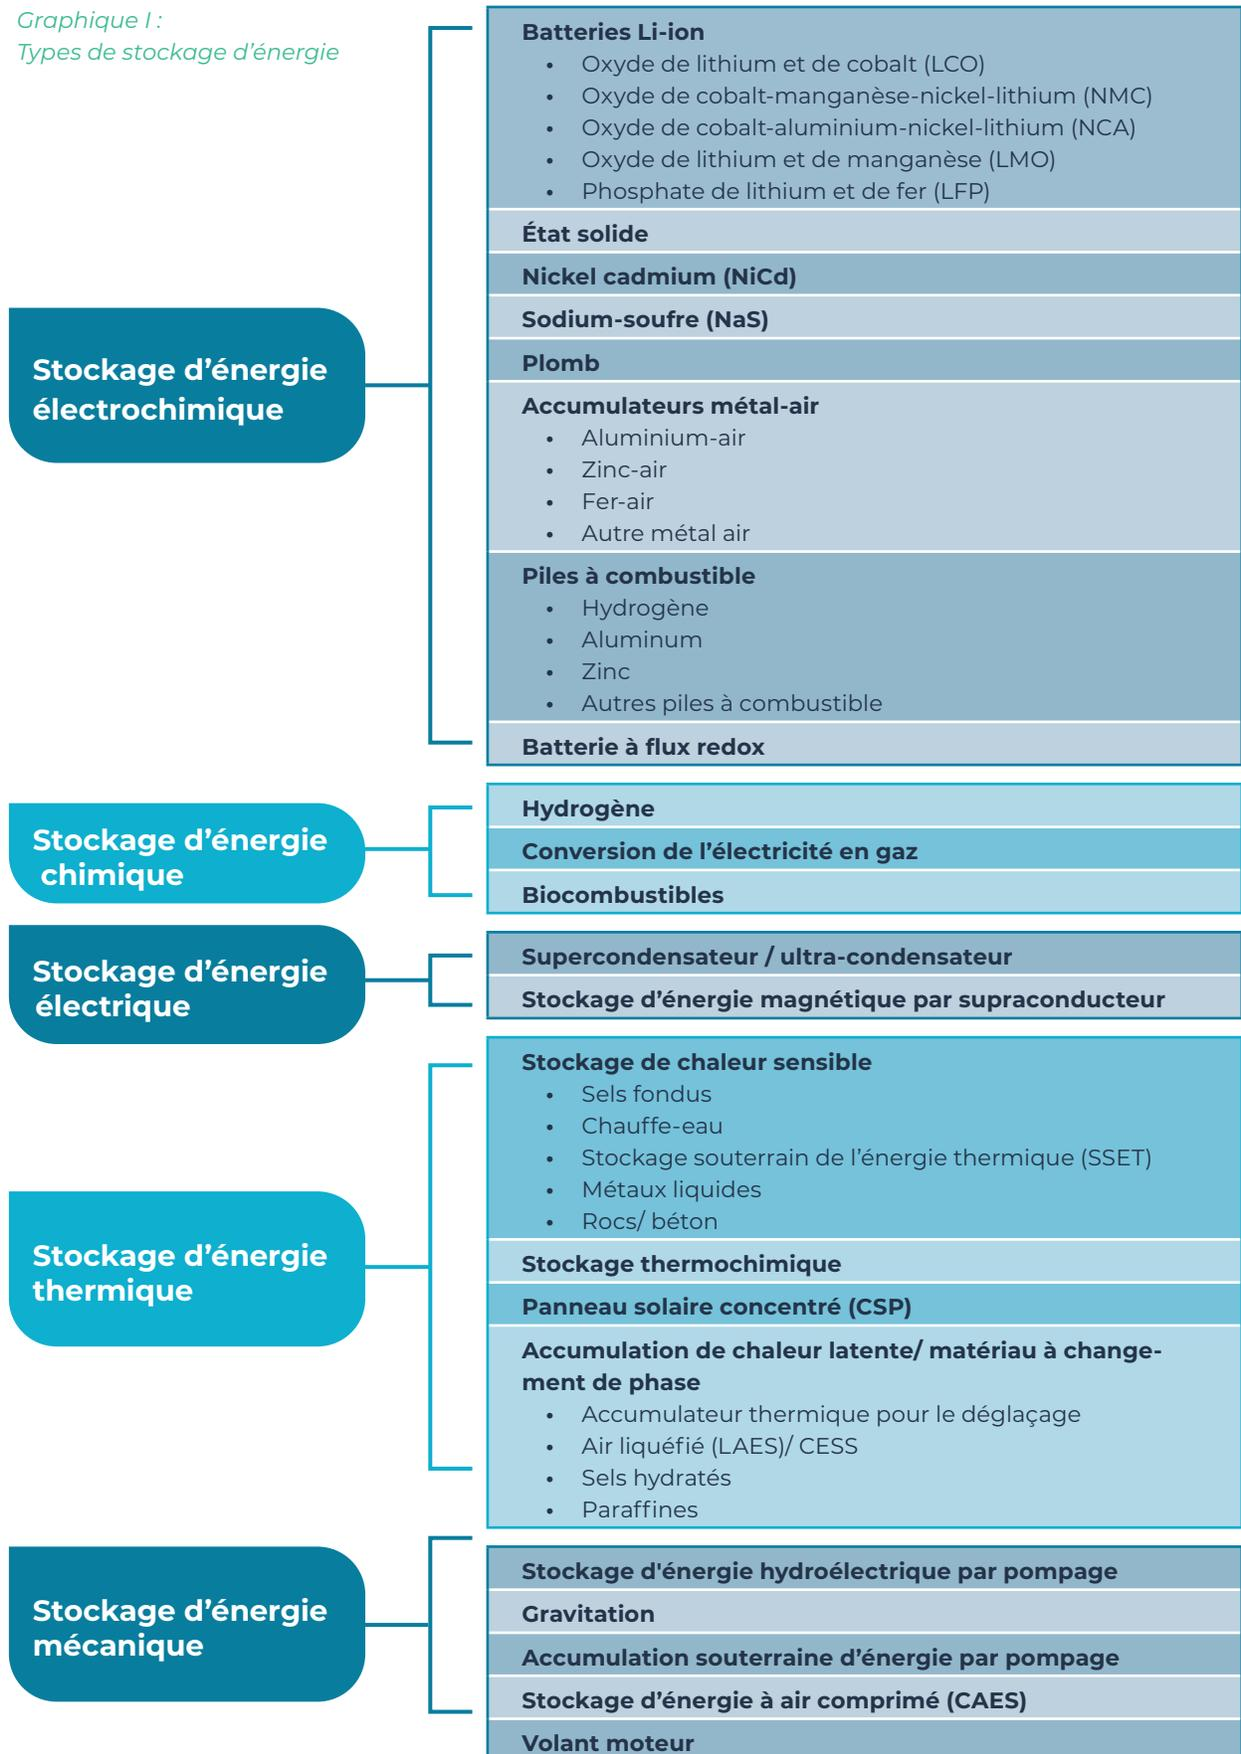 Graphique I :
Types de stockage d’énergie
Stockage d’énergie
électrochimique
Batteries Li-ion
• Oxyde de lithium et de cobalt (LCO)
• Oxyde de cobalt-manganèse-nickel-lithium (NMC)
• Oxyde de cobalt-aluminium-nickel-lithium (NCA)
• Oxyde de lithium et de manganèse (LMO)
• Phosphate de lithium et de fer (LFP)
État solide
Nickel cadmium (NiCd)
Sodium-soufre (NaS)
Plomb
Accumulateurs métal-air
• Aluminium-air
• Zinc-air
• Fer-air
• Autre métal air
Piles à combustible
• Hydrogène
• Aluminum
• Zinc
• Autres piles à combustible
Batterie à flux redox
Stockage d’énergie
chimique
Hydrogène
Conversion de l’électricité en gaz
Biocombustibles
Stockage d’énergie
électrique
Supercondensateur / ultra-condensateur
Stockage d’énergie magnétique par supraconducteur
Stockage d’énergie
thermique
Stockage de chaleur sensible
• Sels fondus
• Chauffe-eau
• Stockage souterrain de l’énergie thermique (SSET)
• Métaux liquides
• Rocs/ béton
Stockage thermochimique
Panneau solaire concentré (CSP)
Accumulation de chaleur latente/ matériau à change-
ment de phase
• Accumulateur thermique pour le déglaçage
• Air liquéfié (LAES)/ CESS
• Sels hydratés
• Paraffines
Stockage d’énergie
mécanique
Stockage d'énergie hydroélectrique par pompage
Gravitation
Accumulation souterraine d’énergie par pompage
Stockage d’énergie à air comprimé (CAES)
Volant moteur